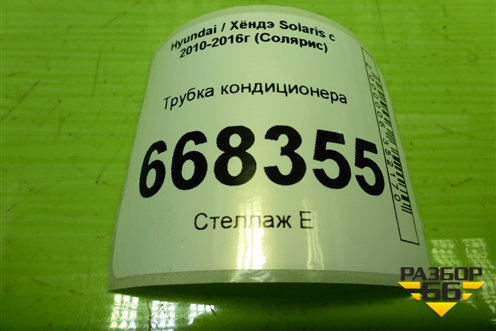 Hyundai / Хёндэ Solaris с
2010-2016г (Солярис)
Трубка кондиционера
668355
Стеллаж Е
РАЗБОР
66